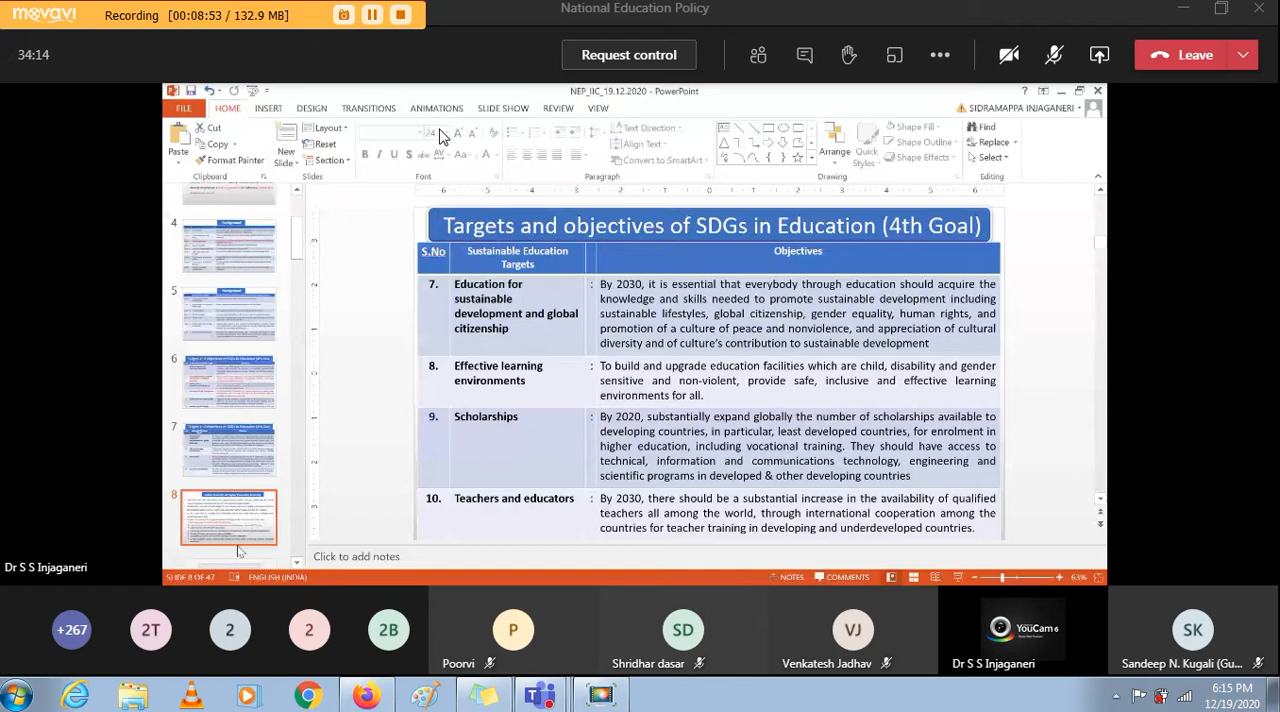 movavi Recording [00:08:53 / 132.9 MB]
National Education Policy
34:14
Request control
Leave
NEP_IIC_19.12.2020 - PowerPoint
FILE HOME INSERT DESIGN TRANSITIONS ANIMATIONS SLIDE SHOW REVIEW VIEW
SIDRAMAPPA INJAGANERI
Paste
Cut
Copy
Format Painter
Clipboard
New Slide
Layout
Reset
Section
Slides
24
Font
Text Direction
Align Text
Convert to SmartArt
Paragraph
Arrange
Quick Styles
Shape Fill
Shape Outline
Shape Effects
Drawing
Find
Replace
Select
Editing
4
5
6
7
8
Targets and objectives of SDGs in Education (4th Goal)
S.No Sustainable Education Objectives
Targets
7. Education for : By 2030, it is essential that everybody through education should acquire the
sustainable knowledge and skills needed to promote sustainable development including
development and global sustainable lifestyles, global citizenship, gender equality, human rights, and
citizenship promotion of a culture of peace and nonviolence, and appreciation of cultural
diversity and of culture's contribution to sustainable development
8. Effective learning : To build and upgrade education facilities which are child, disability and gender
environments sensitive and nonviolent, provide safe, inclusive and effective learning
environments for all.
9. Scholarships : By 2020, substantially expand globally the number of scholarships available to
developing countries, in particular, least developed countries, for enrolment in
higher education, including vocational training. They should have access to
technical information and communications technology, engineering and
scientific programs in developed & other developing countries
10. Teachers and educators : By 2030, there should be a substantial increase in the availability of qualified
teachers around the world, through international cooperation among the
countries for teacher training in developing and underdeveloped countries.
Click to add notes
Dr S S Injaganeri
SLIDE 8 OF 47 ENGLISH (INDIA)
NOTES COMMENTS
63%
+267 2T 2 2 2B P SD VJ YouCam 6 SK
Poorvi
Shridhar dasar
Venkatesh Jadhav
Dr S S Injaganeri
Sandeep N. Kugali (Gu...
6:15 PM
12/19/2020